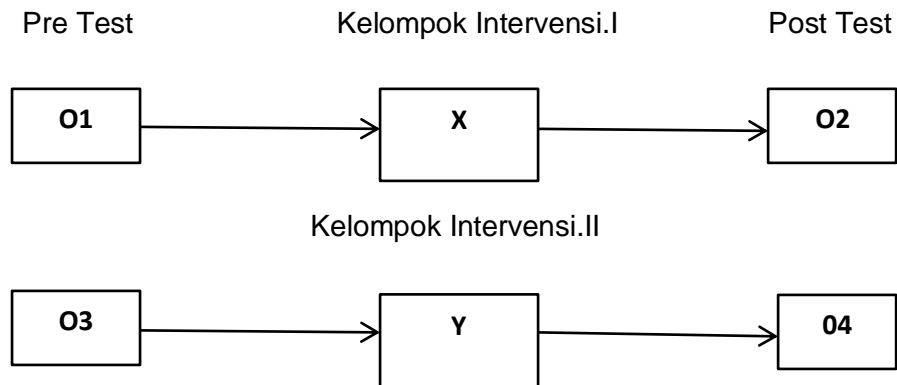 Pre Test Kelompok Intervensi.I Post Test
O1 X O2
Kelompok Intervensi.II
O3 Y 04